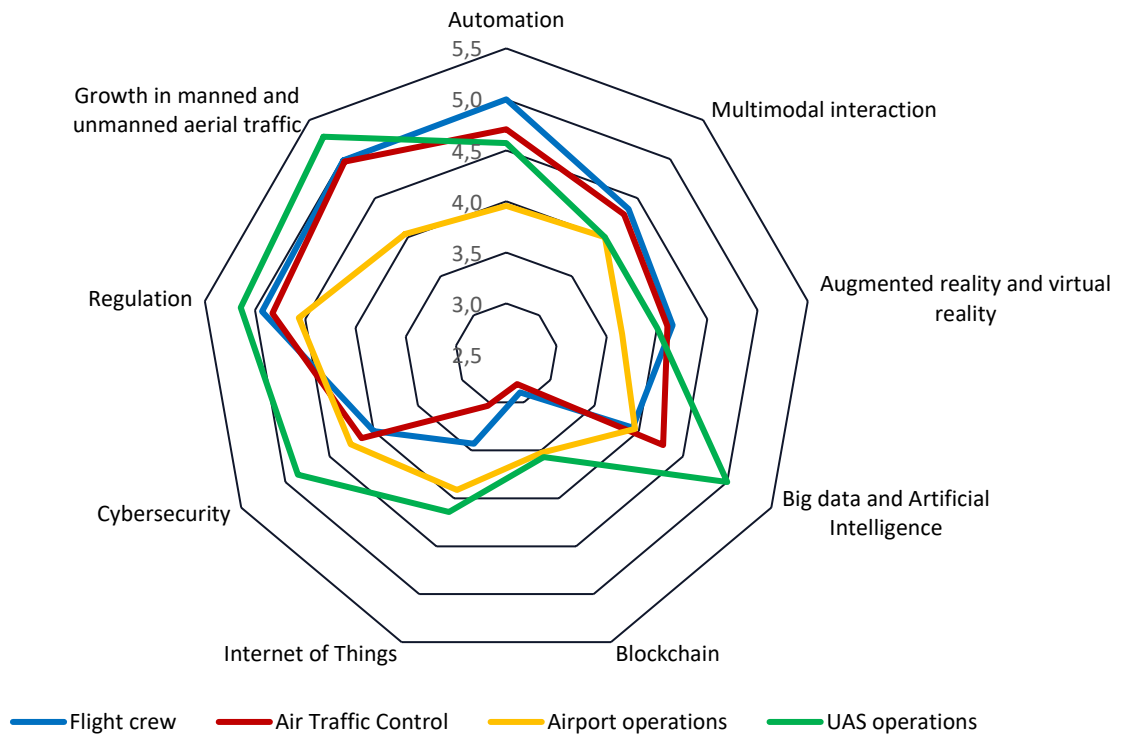 Automation
5,5
5,0
4,5
4,0
3,5
3,0
2,5
Multimodal interaction
Augmented reality and virtual
reality
Big data and Artificial
Intelligence
Blockchain
Internet of Things
Cybersecurity
Regulation
Growth in manned and
unmanned aerial traffic
Flight crew
Air Traffic Control
Airport operations
UAS operations